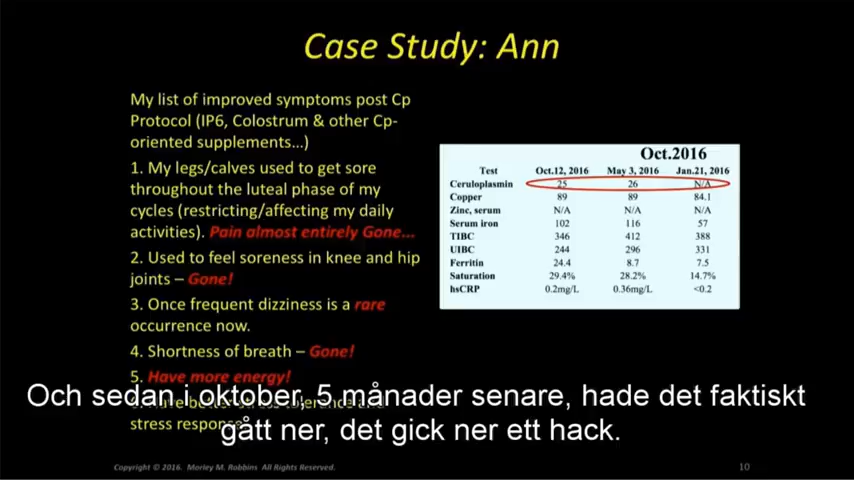 Case Study: Ann
My list of improved symptoms post Cp
Protocol (IP6, Colostrum & other Cp-
oriented supplements...)
1. My legs/calves used to get sore
throughout the luteal phase of my
cycles (restricting/affecting my daily
activities). Pain almost entirely Gone...
2. Used to feel soreness in knee and hip
joints – Gone!
3. Once frequent dizziness is a rare
occurrence now.
4. Shortness of breath – Gone!
5. Have more energy!
stress
Oct.2016
Test Oct.12, 2016 May 3, 2016 Jan.21, 2016
Ceruloplasmin 25 26 N/A
Copper 89 89 84.1
Zinc, serum N/A N/A N/A
Serum iron 102 116 57
TIBC 346 412 388
UIBC 244 296 331
Ferritin 24.4 8.7 7.5
Saturation 29.4% 28.2% 14.7%
hsCRP 0.2mg/L 0.36mg/L <0.2
Och sedan i oktober, 5 månader senare, hade det faktiskt
gått ner, det gick ner ett hack.
Copyright © 2016. Morley M. Robbins All Rights Reserved.
10